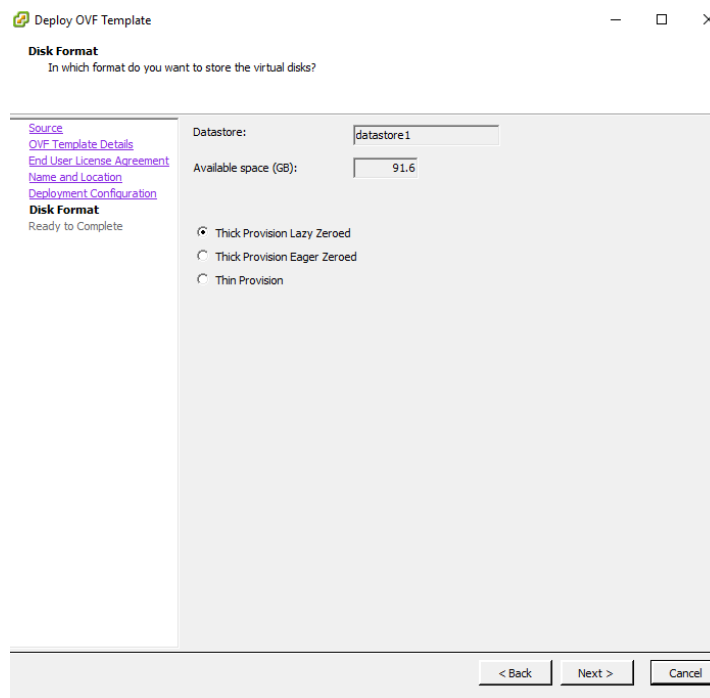 Deploy OVF Template
Disk Format
In which format do you want to store the virtual disks?
Source
OVF Template Details
End User License Agreement
Name and Location
Deployment Configuration
Disk Format
Ready to Complete
Datastore:
datastore1
Available space (GB):
91.6
Thick Provision Lazy Zeroed
Thick Provision Eager Zeroed
Thin Provision
< Back
Next >
Cancel